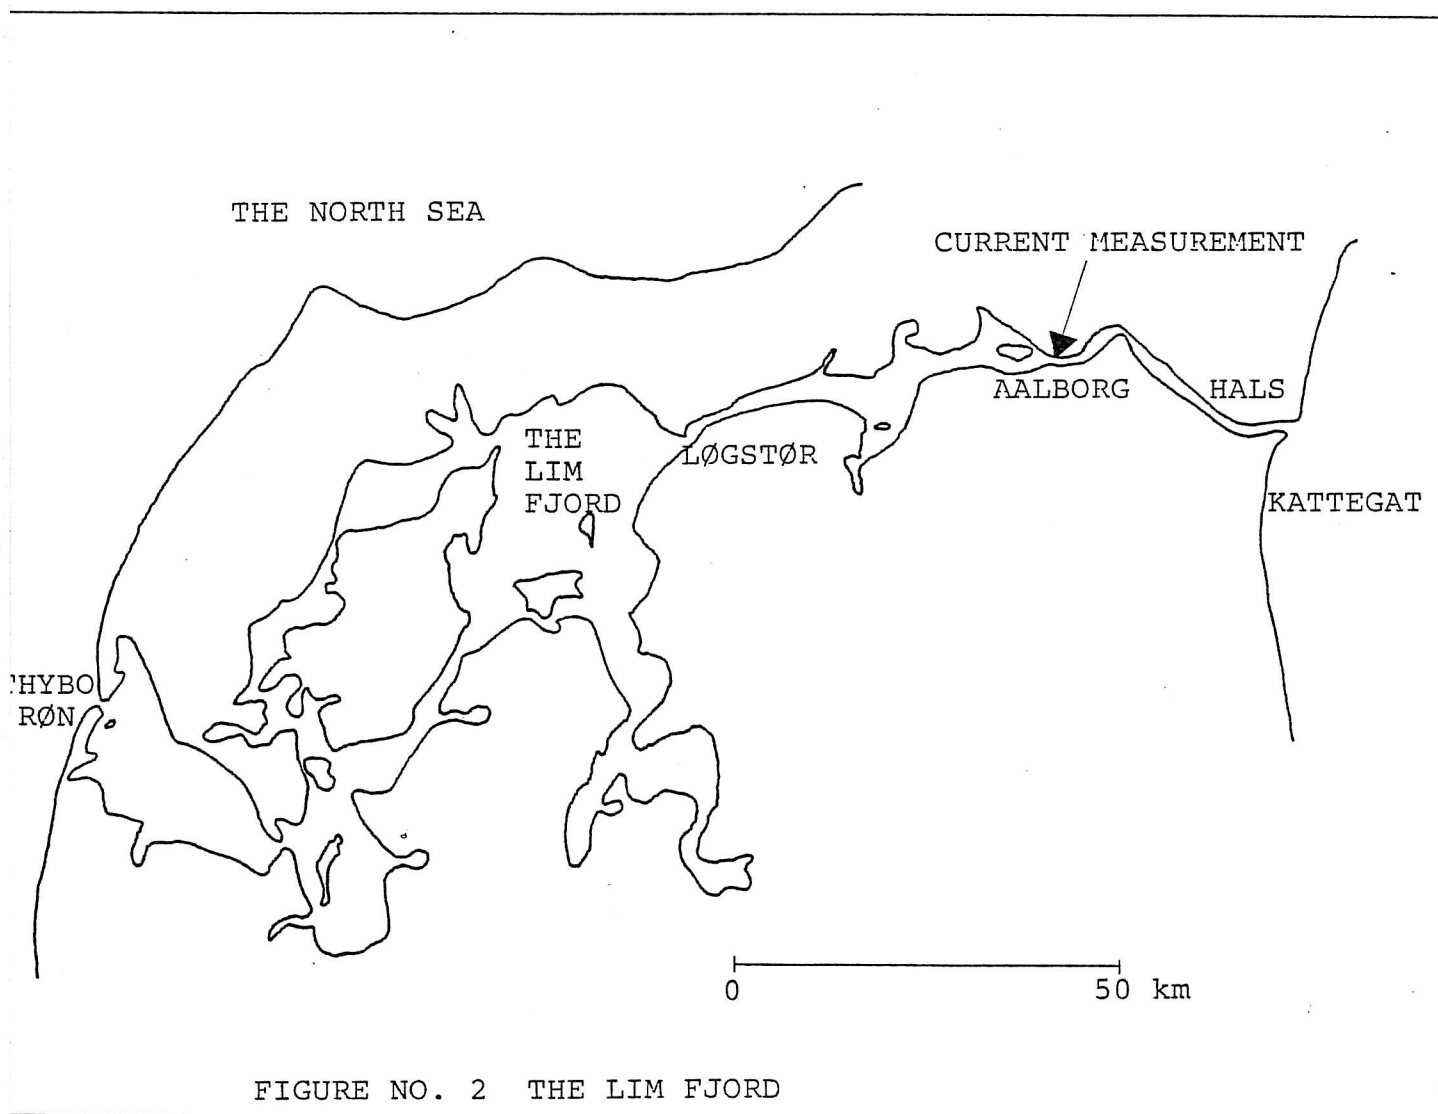 THE NORTH SEA
CURRENT MEASUREMENT
AALBORG
HALS
THE
LIM
FJORD
LØGSTØR
KATTEGAT
THYBO
RØN
0
50 km
FIGURE NO. 2 THE LIM FJORD